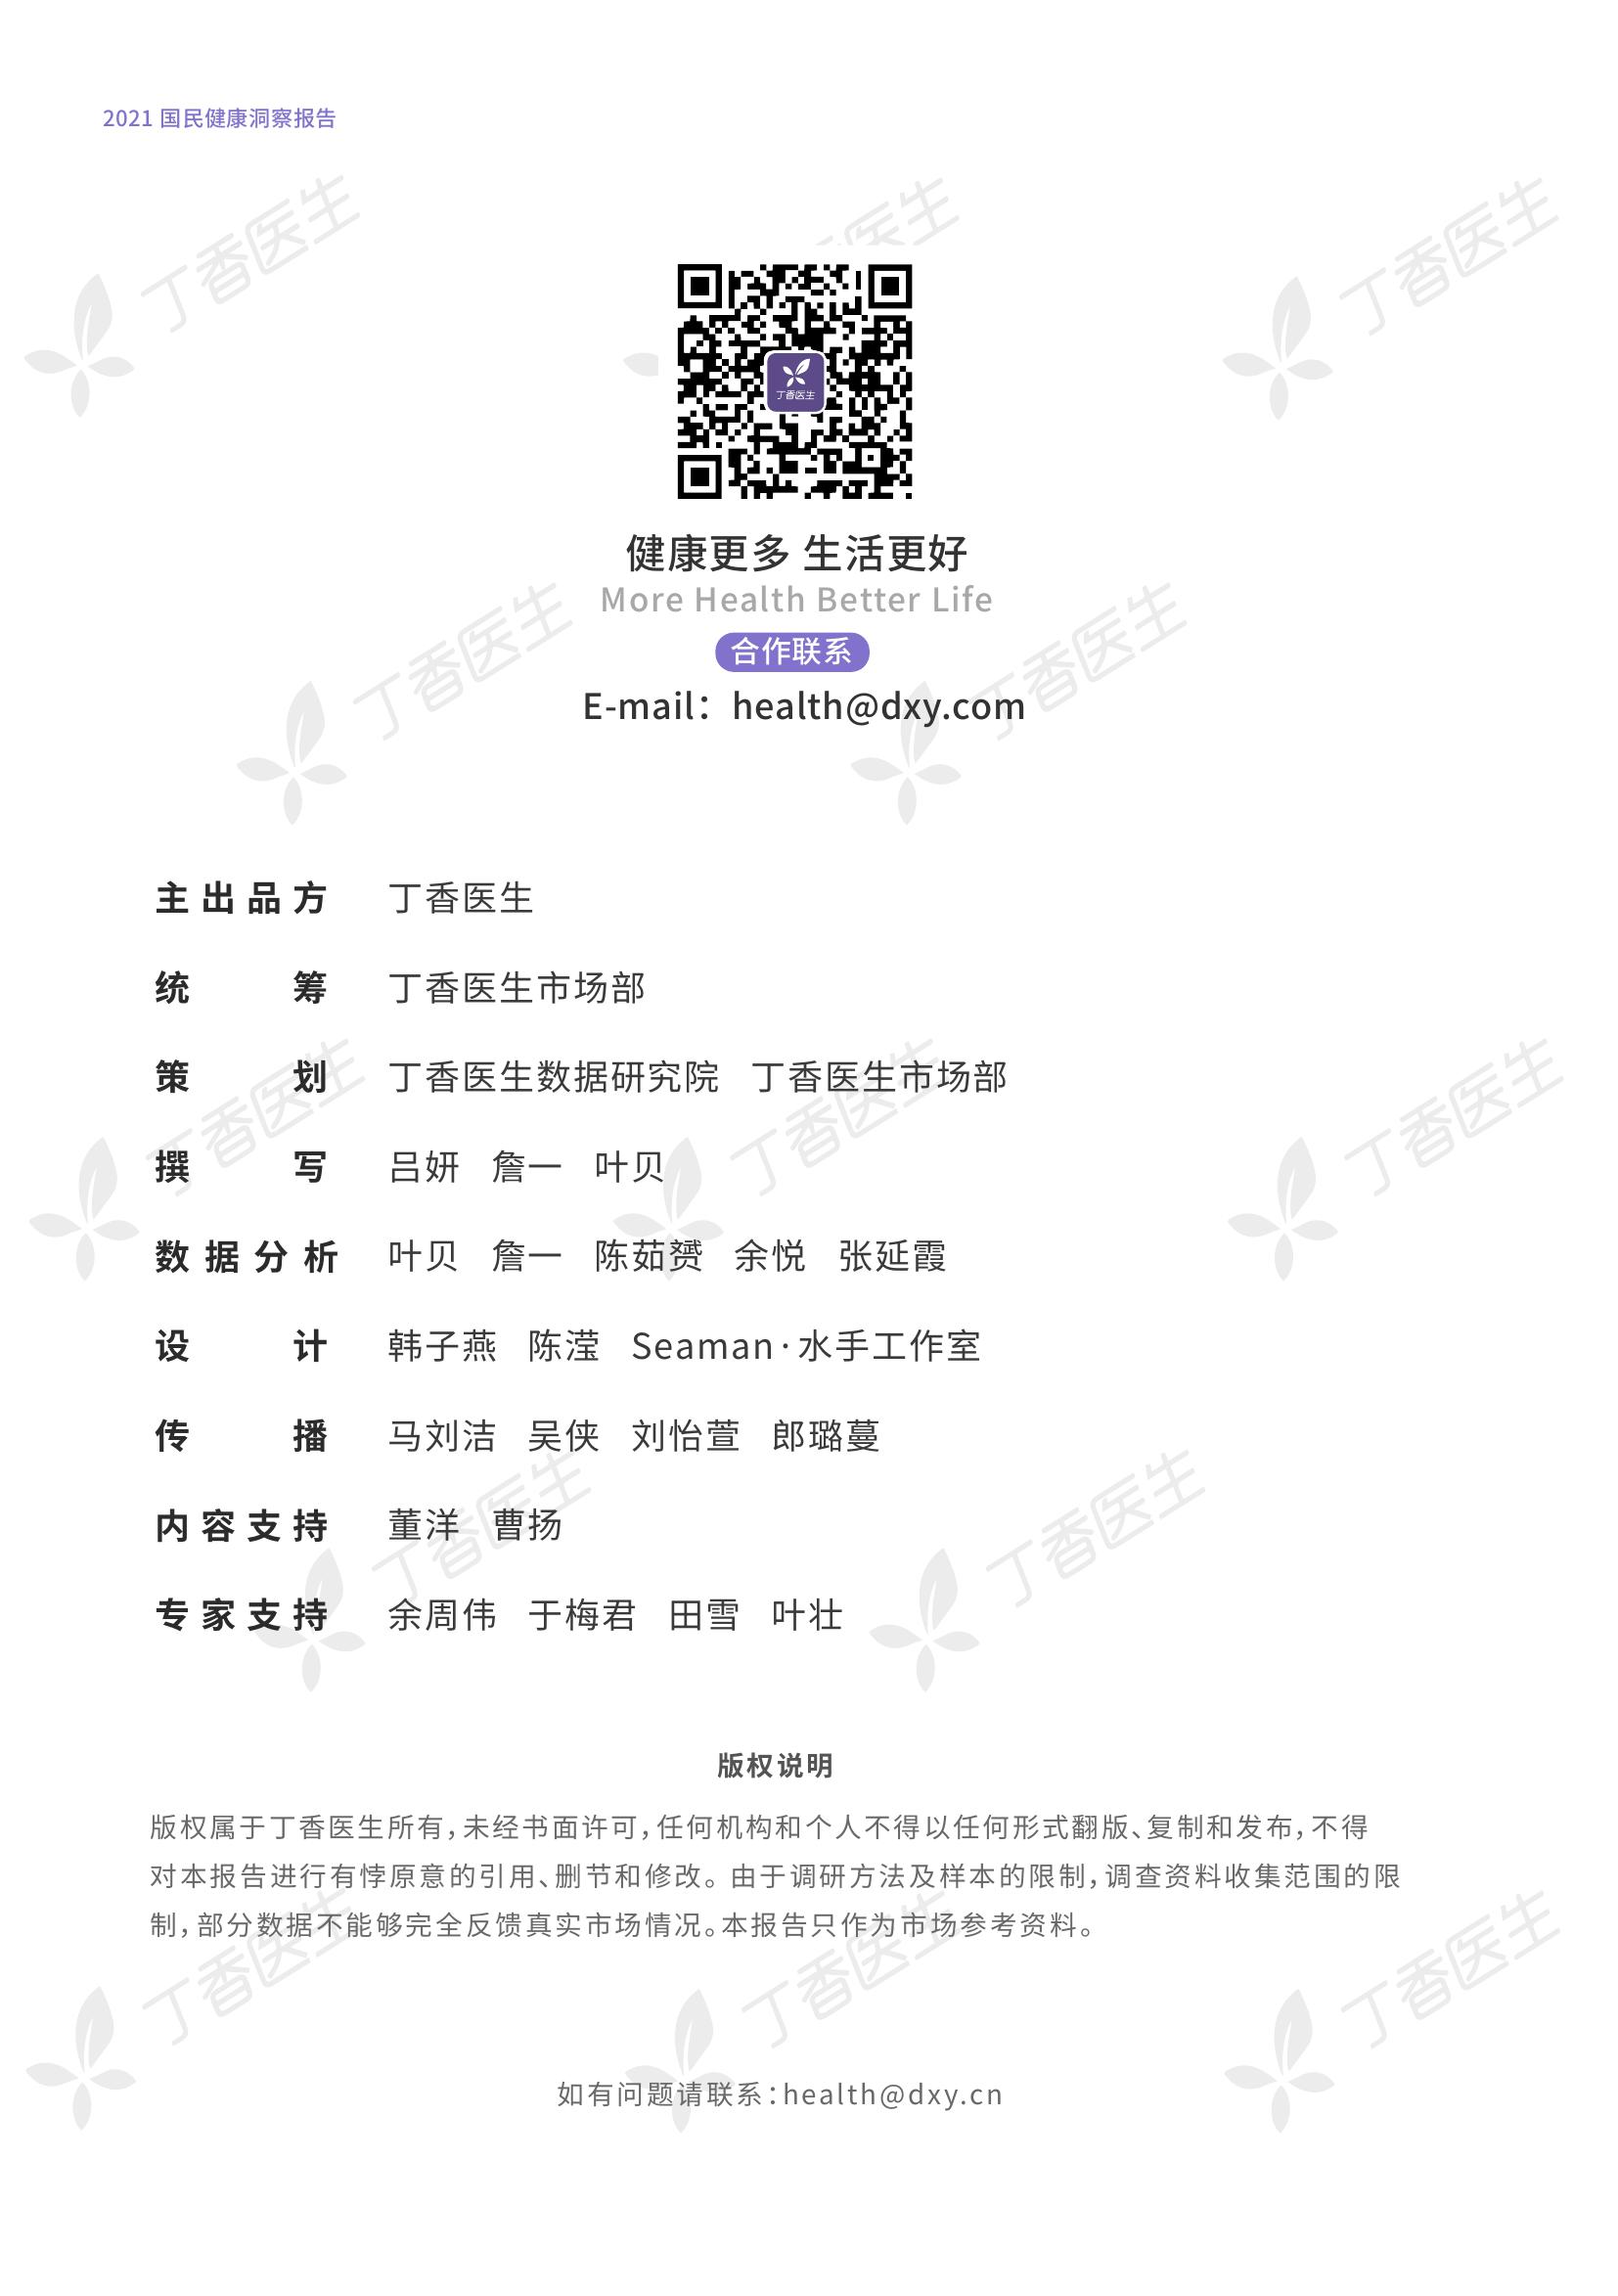 2021 国民健康洞察报告
丁香医生
健康更多 生活更好
More Health Better Life
合作联系
E-mail：health@dxy.com
主出品方 丁香医生
统筹 丁香医生市场部
策划 丁香医生数据研究院 丁香医生市场部
撰写 吕妍 詹一 叶贝
数据分析 叶贝 詹一 陈茹赟 余悦 张延霞
设计 韩子燕 陈滢 Seaman·水手工作室
传播 马刘洁 吴侠 刘怡萱 郎璐蔓
内容支持 董洋 曹扬
专家支持 余周伟 于梅君 田雪 叶壮
版权说明
版权属于丁香医生所有，未经书面许可，任何机构和个人不得以任何形式翻版、复制和发布，不得
对本报告进行有悖原意的引用、删节和修改。由于调研方法及样本的限制，调查资料收集范围的限
制，部分数据不能够完全反馈真实市场情况。本报告只作为市场参考资料。
如有问题请联系：health@dxy.cn